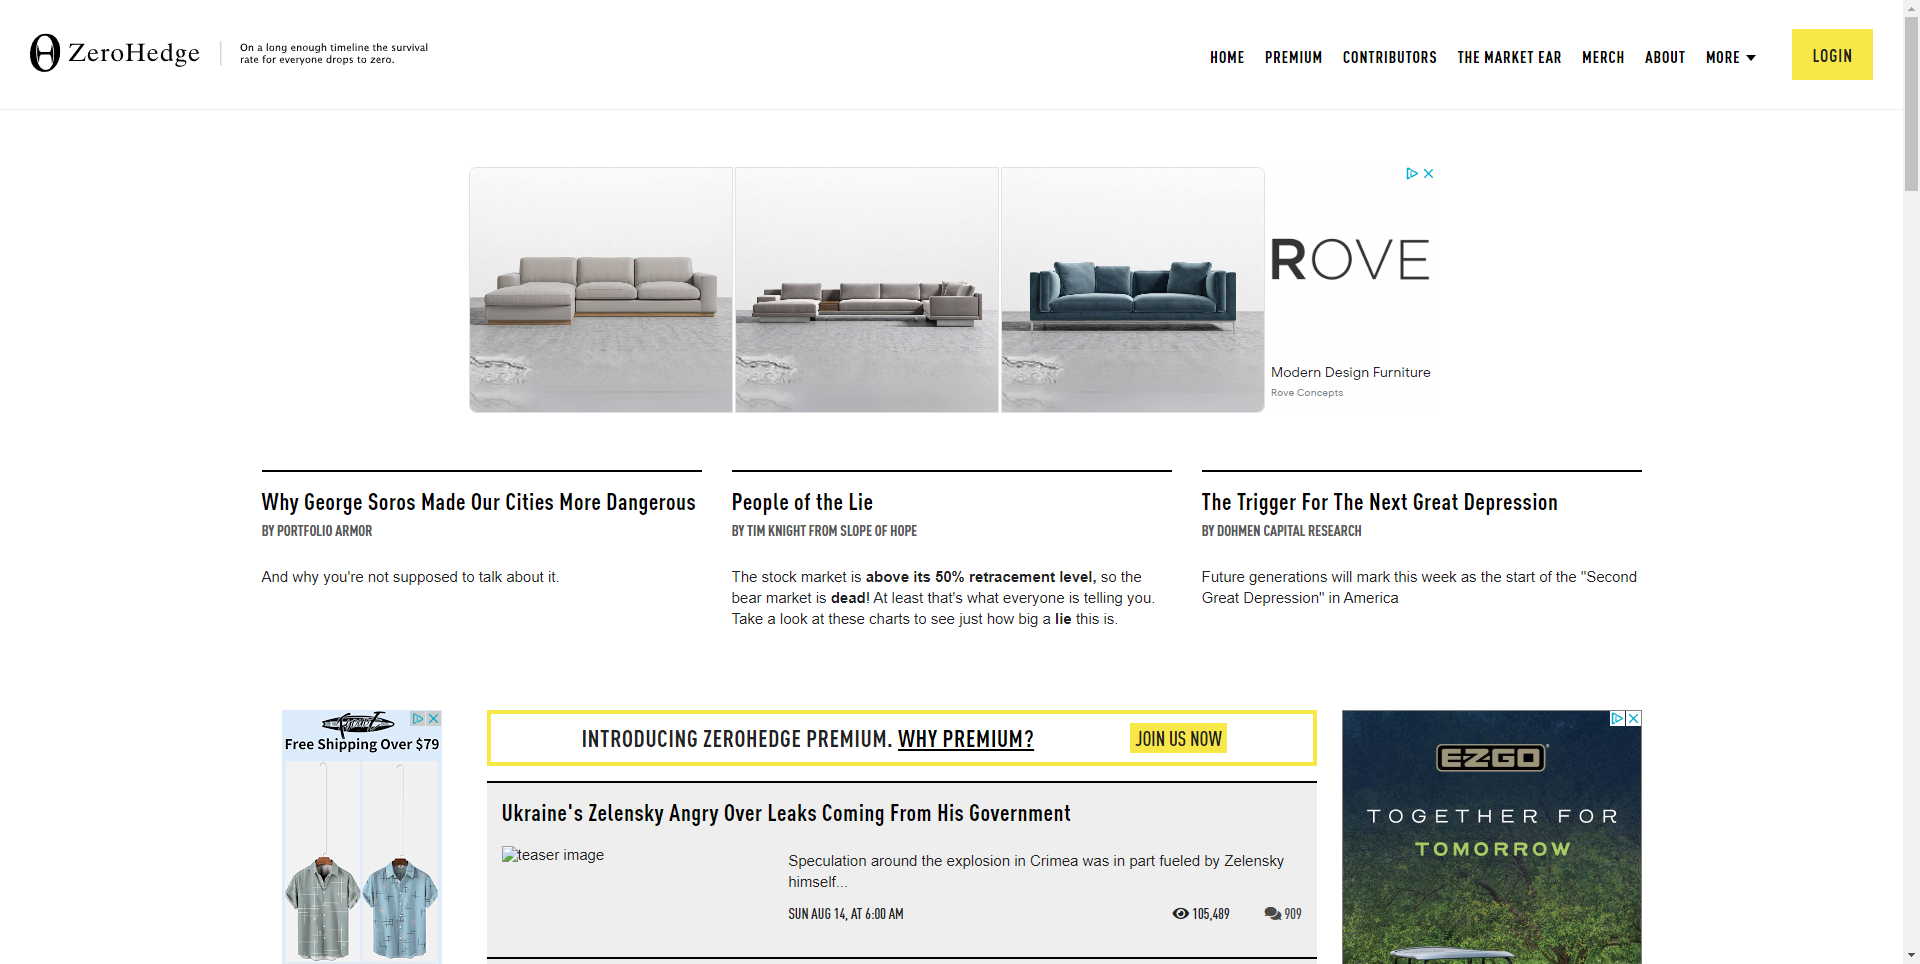 ZeroHedge
On a long enough timeline the survival
rate for everyone drops to zero.
HOME PREMIUM CONTRIBUTORS THE MARKET EAR MERCH ABOUT MORE LOGIN
ROVE
Modern Design Furniture
Rove Concepts
Why George Soros Made Our Cities More Dangerous
BY PORTFOLIO ARMOR
And why you're not supposed to talk about it.
People of the Lie
BY TIM KNIGHT FROM SLOPE OF HOPE
The stock market is above its 50% retracement level, so the
bear market is dead! At least that's what everyone is telling you.
Take a look at these charts to see just how big a lie this is.
The Trigger For The Next Great Depression
BY DOHMEN CAPITAL RESEARCH
Future generations will mark this week as the start of the "Second
Great Depression" in America
Free Shipping Over $79
INTRODUCING ZEROHEDGE PREMIUM. WHY PREMIUM? JOIN US NOW
Ukraine's Zelensky Angry Over Leaks Coming From His Government
teaser image
Speculation around the explosion in Crimea was in part fueled by Zelensky
himself...
SUN AUG 14, AT 6:00 AM 105,489 909
E-Z-GO
TOGETHER FOR
TOMORROW